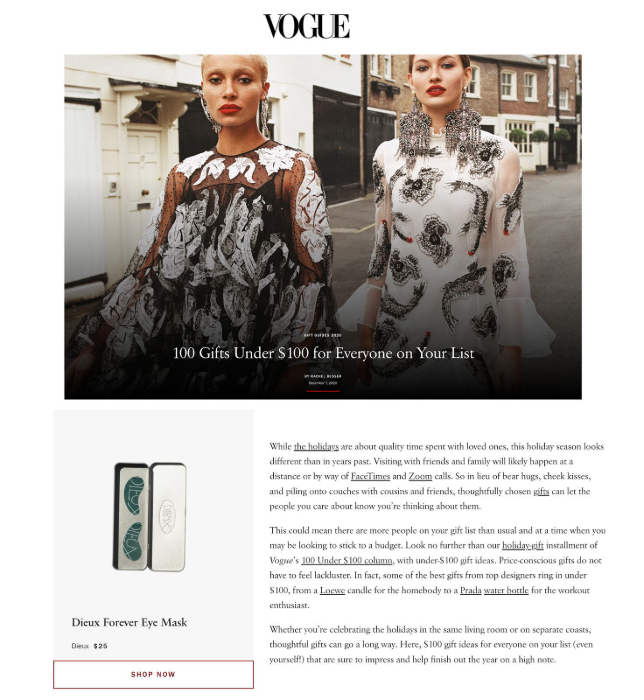 VOGUE
GIFT GUIDES 2020
100 Gifts Under $100 for Everyone on Your List
BY RACHEL BESSER
December 7, 2020
While the holidays are about quality time spent with loved ones, this holiday season looks
different than in years past. Visiting with friends and family will likely happen at a
distance or by way of FaceTimes and Zoom calls. So in lieu of bear hugs, cheek kisses,
and piling onto couches with cousins and friends, thoughtfully chosen gifts can let the
people you care about know you're thinking about them.
This could mean there are more people on your gift list than usual and at a time when you
may be looking to stick to a budget. Look no further than our holiday-gift installment of
Vogue's 100 Under $100 column, with under-$100 gift ideas. Price-conscious gifts do not
have to feel lackluster. In fact, some of the best gifts from top designers ring in under
$100, from a Loewe candle for the homebody to a Prada water bottle for the workout
enthusiast.
Whether you're celebrating the holidays in the same living room or on separate coasts,
thoughtful gifts can go a long way. Here, $100 gift ideas for everyone on your list (even
yourself!) that are sure to impress and help finish out the year on a high note.
Dieux Forever Eye Mask
Dieux $25
SHOP NOW